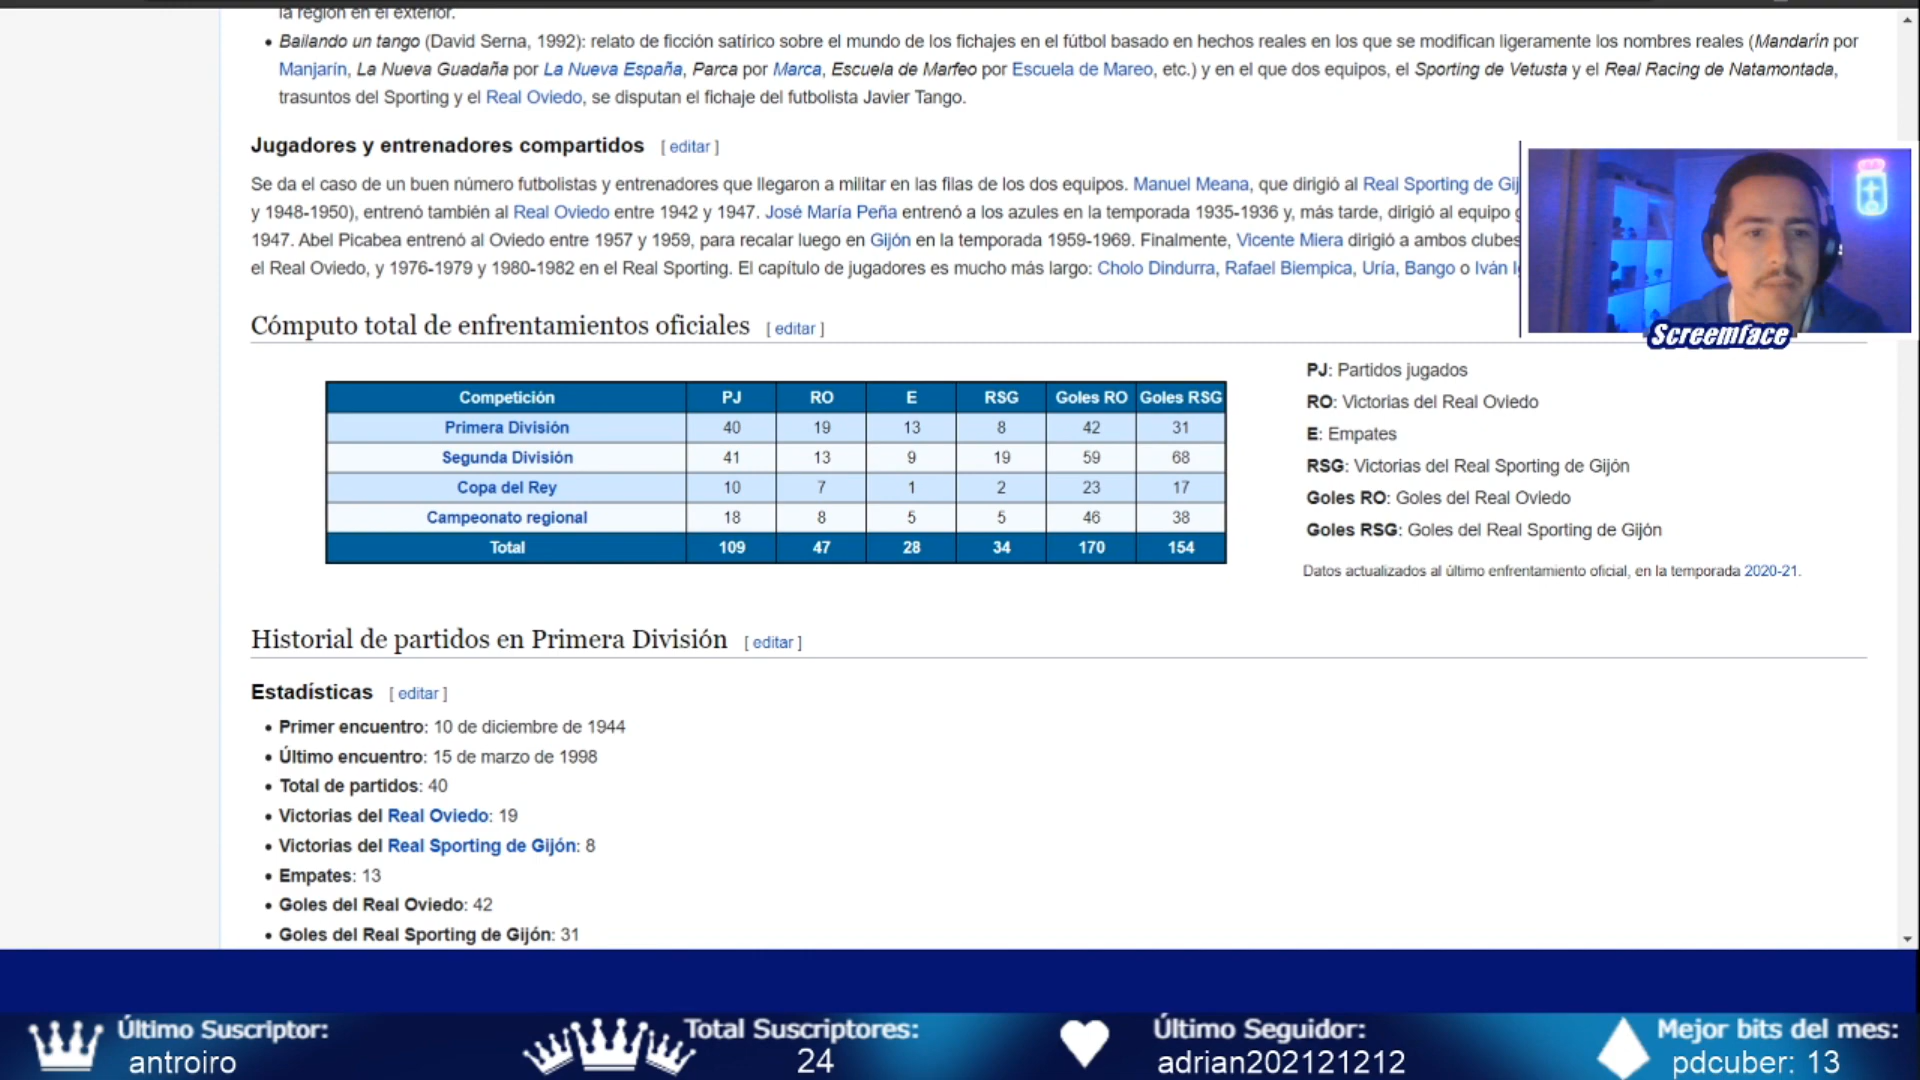 la región en el exterior.
• Bailando un tango (David Serna, 1992): relato de ficción satírico sobre el mundo de los fichajes en el fútbol basado en hechos reales en los que se modifican ligeramente los nombres reales (Mandarín por
Manjarín, La Nueva Guadaña por La Nueva España, Parca por Marca, Escuela de Marfeo por Escuela de Mareo, etc.) y en el que dos equipos, el Sporting de Vetusta y el Real Racing de Natamontada,
trasuntos del Sporting y el Real Oviedo, se disputan el fichaje del futbolista Javier Tango.
Jugadores y entrenadores compartidos [ editar ]
Se da el caso de un buen número futbolistas y entrenadores que llegaron a militar en las filas de los dos equipos. Manuel Meana, que dirigió al Real Sporting de Gij
y 1948-1950), entrenó también al Real Oviedo entre 1942 y 1947. José María Peña entrenó a los azules en la temporada 1935-1936 y, más tarde, dirigió al equipo g
1947. Abel Picabea entrenó al Oviedo entre 1957 y 1959, para recalar luego en Gijón en la temporada 1959-1969. Finalmente, Vicente Miera dirigió a ambos clubes
el Real Oviedo, y 1976-1979 y 1980-1982 en el Real Sporting. El capítulo de jugadores es mucho más largo: Cholo Dindurra, Rafael Biempica, Uría, Bango o Iván
Screemface
Cómputo total de enfrentamientos oficiales [ editar ]
Competición PJ RO E RSG Goles RO Goles RSG
Primera División 40 19 13 8 42 31
Segunda División 41 13 9 19 59 68
Copa del Rey 10 7 1 2 23 17
Campeonato regional 18 8 5 5 46 38
Total 109 47 28 34 170 154
PJ: Partidos jugados
RO: Victorias del Real Oviedo
E: Empates
RSG: Victorias del Real Sporting de Gijón
Goles RO: Goles del Real Oviedo
Goles RSG: Goles del Real Sporting de Gijón
Datos actualizados al último enfrentamiento oficial, en la temporada 2020-21.
Historial de partidos en Primera División [ editar ]
Estadísticas [ editar ]
• Primer encuentro: 10 de diciembre de 1944
• Último encuentro: 15 de marzo de 1998
• Total de partidos: 40
• Victorias del Real Oviedo: 19
• Victorias del Real Sporting de Gijón: 8
• Empates: 13
• Goles del Real Oviedo: 42
• Goles del Real Sporting de Gijón: 31
Último Suscriptor:
antroiro
Total Suscriptores:
24
Último Seguidor:
adrian202121212
Mejor bits del mes:
pdcuber: 13